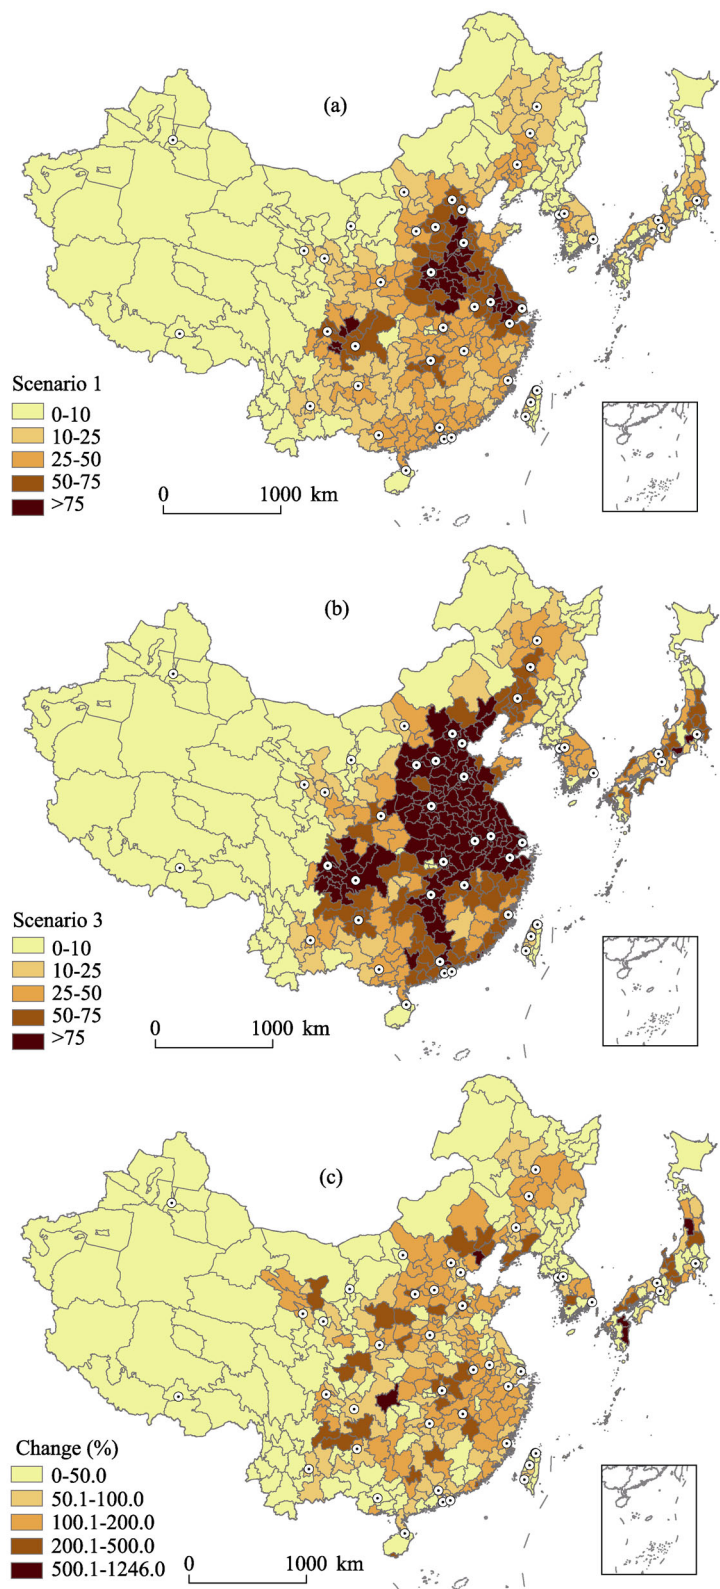 (a)
Scenario 1
0-10
10-25
25-50
50-75
>75
0 1000 km
(b)
Scenario 3
0-10
10-25
25-50
50-75
>75
0 1000 km
(c)
Change (%)
0-50.0
50.1-100.0
100.1-200.0
200.1-500.0
500.1-1246.0
0 1000 km